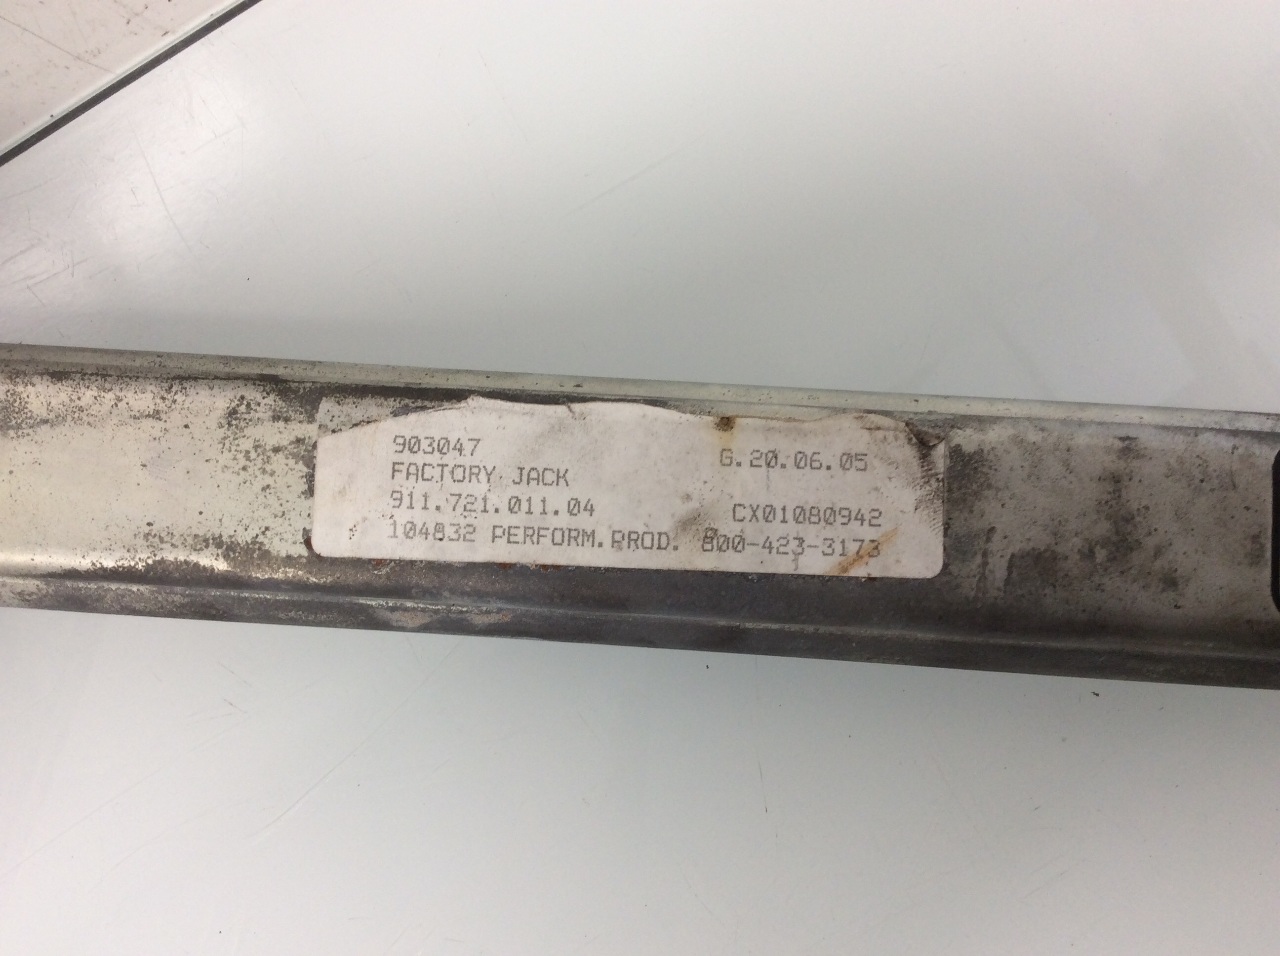 903047 G.20.06.05
FACTORY JACK
911.721.011.04 CX01080942
104832 PERFORM.PROD. 800-423-3173